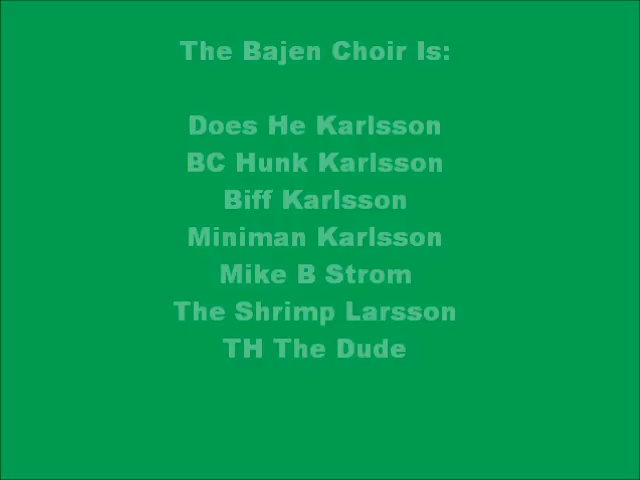 The Bajen Choir Is:
Does He Karlsson
BC Hunk Karlsson
Biff Karlsson
Miniman Karlsson
Mike B Strom
The Shrimp Larsson
TH The Dude